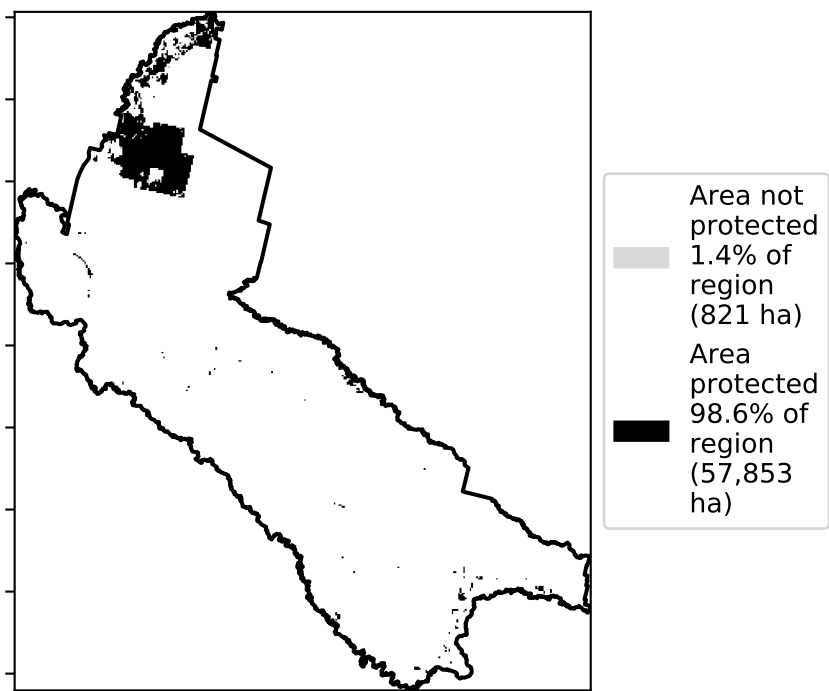 Area not
protected
1.4% of
region
(821 ha)
Area
protected
98.6% of
region
(57,853
ha)